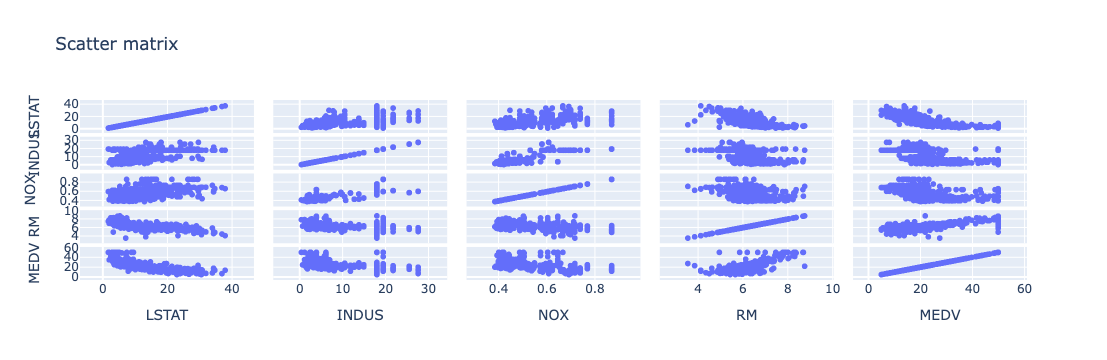 Scatter matrix
LSTAT
40
20
0
INDUS
30
20
10
0
NOX
0.8
0.6
0.4
RM
10
8
6
4
MEDV
60
40
20
0
0 20 40
0 10 20 30
0.4 0.6 0.8
4 6 8 10
0 20 40 60
LSTAT INDUS NOX RM MEDV